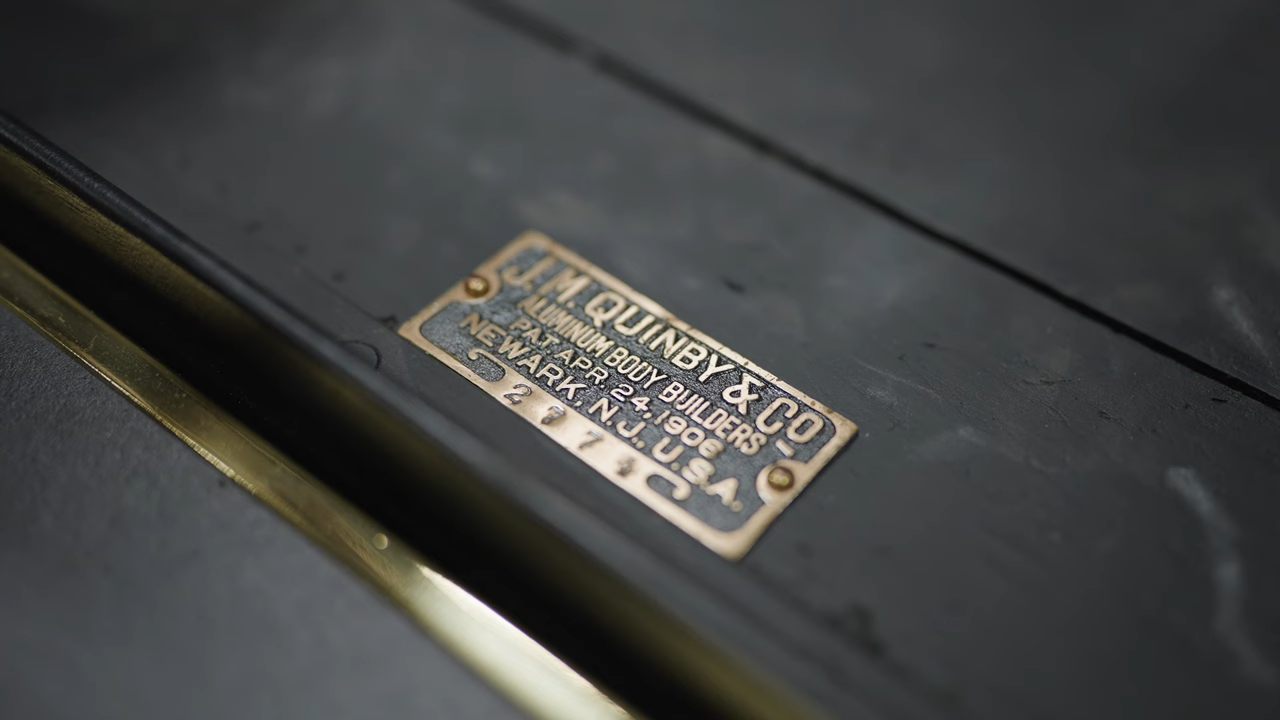 J. M. QUINBY & CO
ALUMINUM BODY BUILDERS
PAT. APR. 24, 1906
NEWARK, N.J., U.S.A.